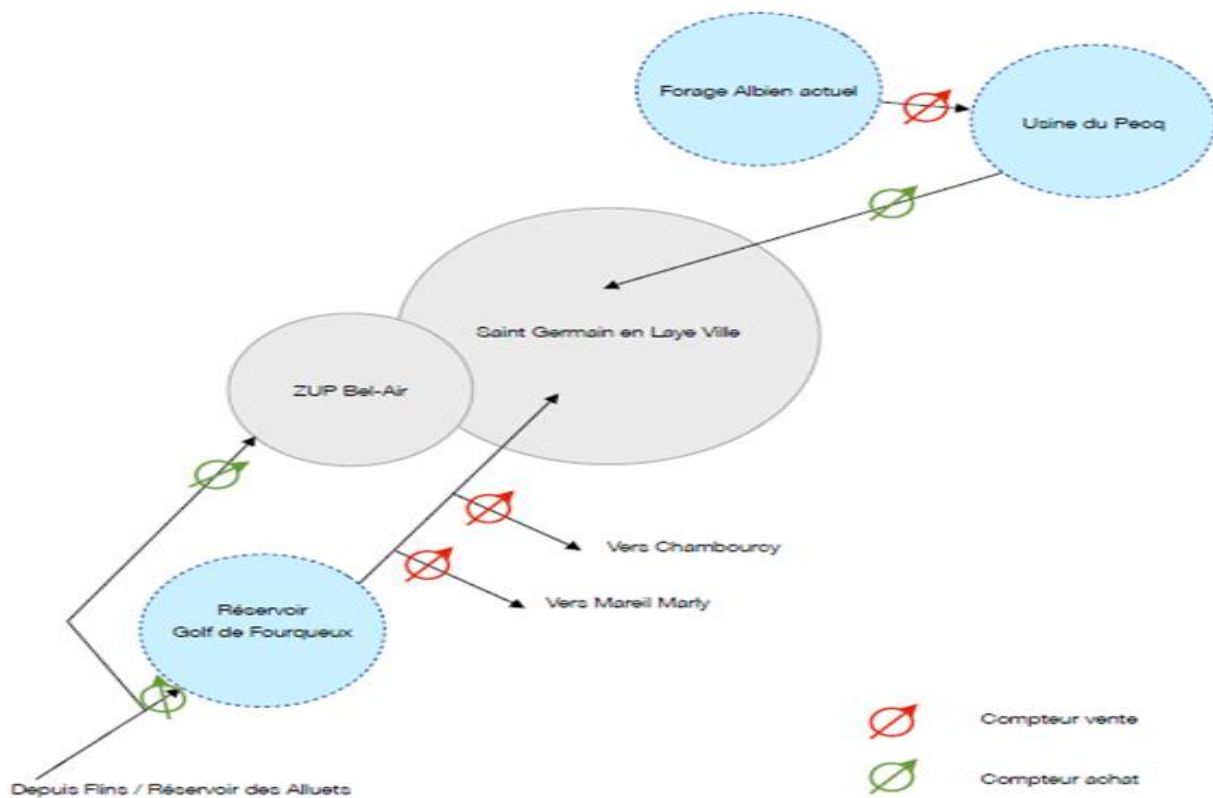 Forage Albien actuel
Usine du Pecq
Saint Germain en Laye Ville
ZUP Bel-Air
Vers Chambourcy
Vers Mareil Marly
Réservoir
Golf de Fourqueux
Depuis Flins / Réservoir des Alluets
Compteur vente
Compteur achat